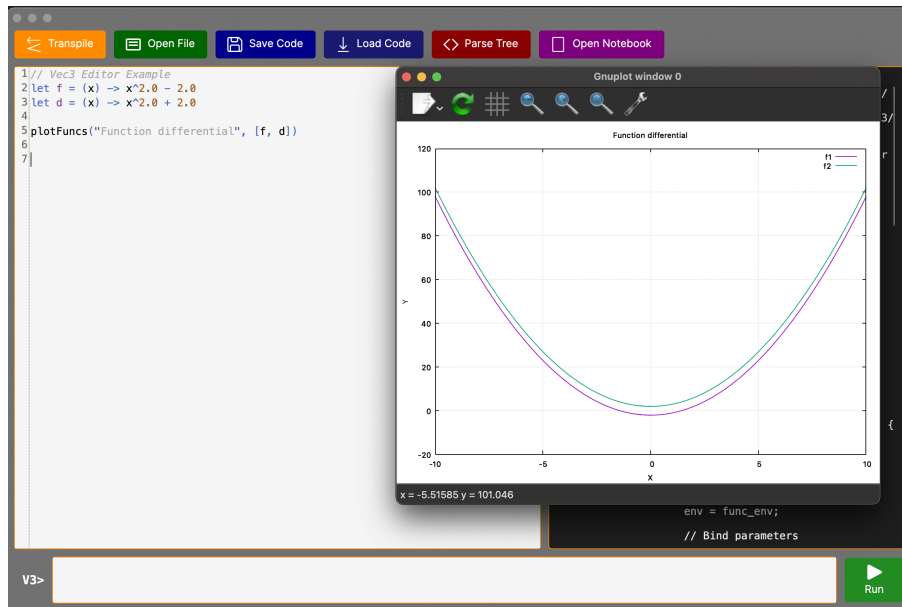 Transpile
Open File
Save Code
Load Code
Parse Tree
Open Notebook
1 // Vec3 Editor Example
2 let f = (x) -> x^2.0 - 2.0
3 let d = (x) -> x^2.0 + 2.0
4
5 plotFuncs("Function differential", [f, d])
6
7
/
3/
r
Gnuplot window 0
Function differential
f1
f2
120
100
80
60
40
20
0
-20
Y
-10 -5 0 5 10
X
x = -5.51585 y = 101.046
{
env = func_env;
// Bind parameters
V3>
Run